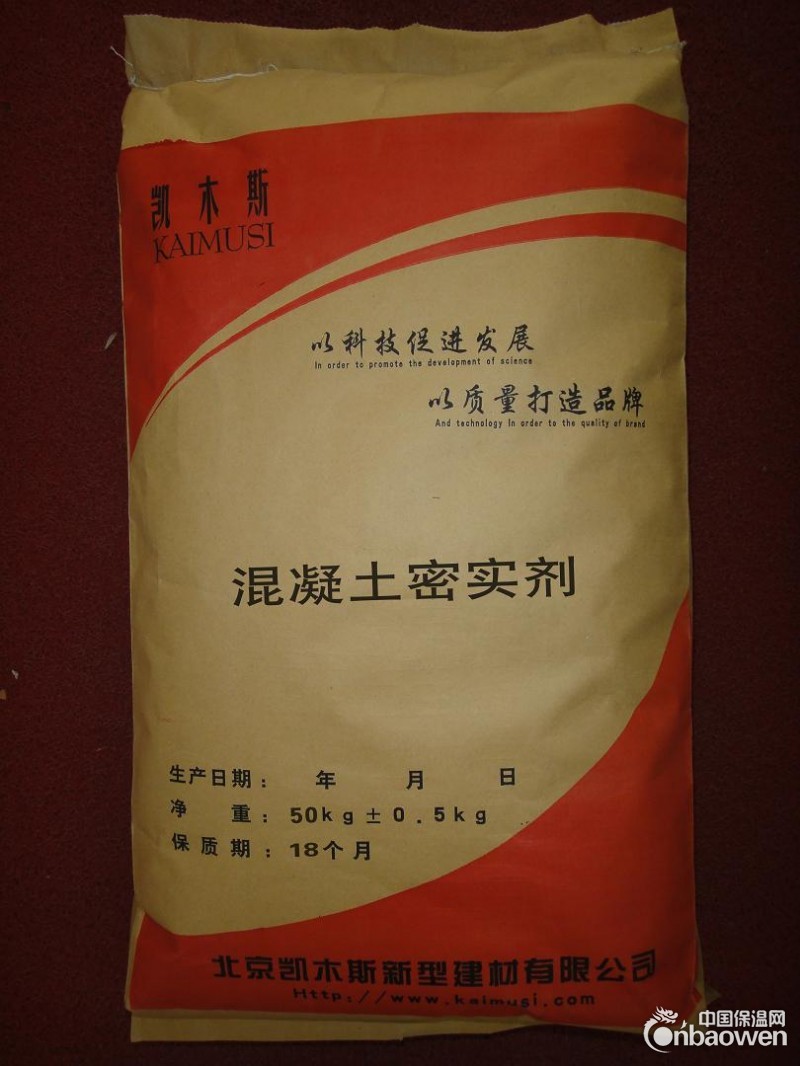 凯木斯
KAIMUSI
以科技促进发展
In order to promote the development of science
以质量打造品牌
And technology In order to the quality of brand
混凝土密实剂
生产日期： 年 月 日
净 重：50kg±0.5kg
保质期：18个月
北京凯木斯新型建材有限公司
Http://www.kaimusi.com
中国保温网
Cnbaowen